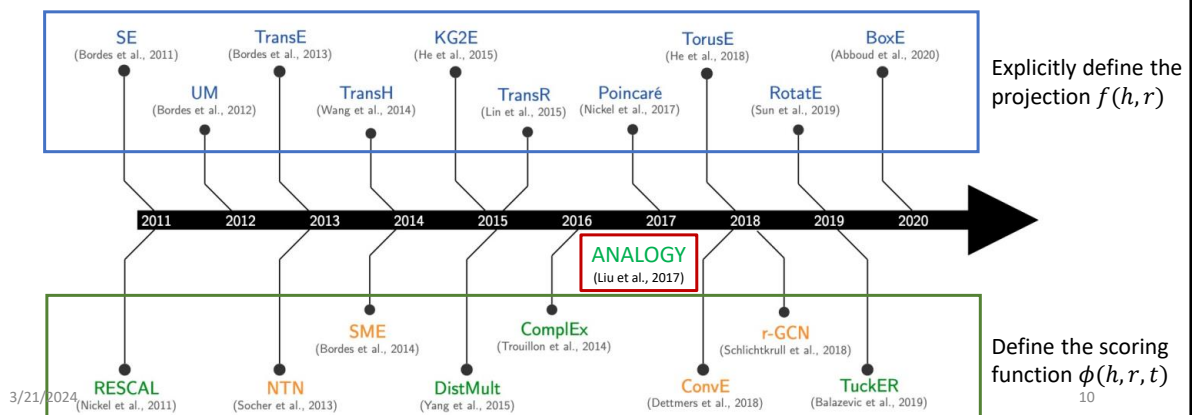 SE
(Bordes et al., 2011)
TransE
(Bordes et al., 2013)
KG2E
(He et al., 2015)
TorusE
(He et al., 2018)
BoxE
(Abboud et al., 2020)
UM
(Bordes et al., 2012)
TransH
(Wang et al., 2014)
TransR
(Lin et al., 2015)
Poincaré
(Nickel et al., 2017)
RotatE
(Sun et al., 2019)
Explicitly define the
projection f(h, r)
2011 2012 2013 2014 2015 2016 2017 2018 2019 2020
ANALOGY
(Liu et al., 2017)
SME
(Bordes et al., 2014)
ComplEx
(Trouillon et al., 2014)
r-GCN
(Schlichtkrull et al., 2018)
RESCAL
(Nickel et al., 2011)
NTN
(Socher et al., 2013)
DistMult
(Yang et al., 2015)
ConvE
(Dettmers et al., 2018)
TuckER
(Balazevic et al., 2019)
Define the scoring
function ϕ(h, r, t)
3/21/2024
10